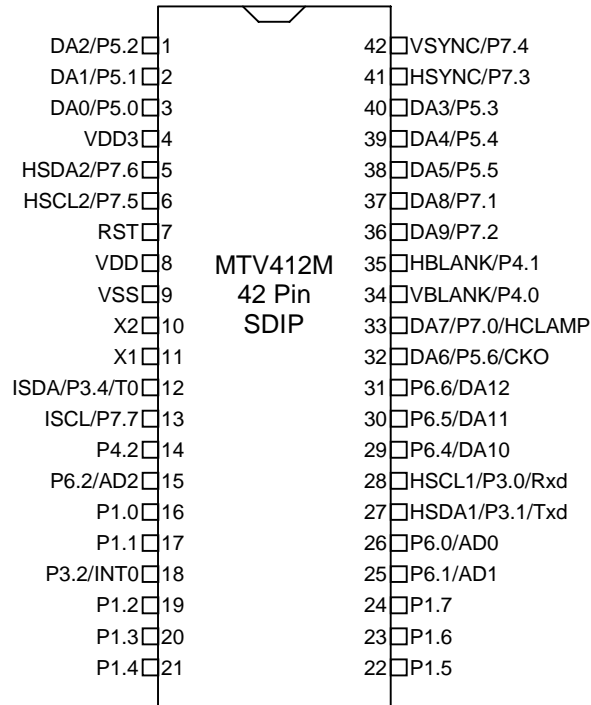 DA2/P5.2 1 42 VSYNC/P7.4
DA1/P5.1 2 41 HSYNC/P7.3
DA0/P5.0 3 40 DA3/P5.3
VDD3 4 39 DA4/P5.4
HSDA2/P7.6 5 38 DA5/P5.5
HSCL2/P7.5 6 37 DA8/P7.1
RST 7 36 DA9/P7.2
VDD 8 MTV412M 35 HBLANK/P4.1
VSS 9 42 Pin 34 VBLANK/P4.0
X2 10 SDIP 33 DA7/P7.0/HCLAMP
X1 11 32 DA6/P5.6/CKO
ISDA/P3.4/T0 12 31 P6.6/DA12
ISCL/P7.7 13 30 P6.5/DA11
P4.2 14 29 P6.4/DA10
P6.2/AD2 15 28 HSCL1/P3.0/Rxd
P1.0 16 27 HSDA1/P3.1/Txd
P1.1 17 26 P6.0/AD0
P3.2/INT0 18 25 P6.1/AD1
P1.2 19 24 P1.7
P1.3 20 23 P1.6
P1.4 21 22 P1.5